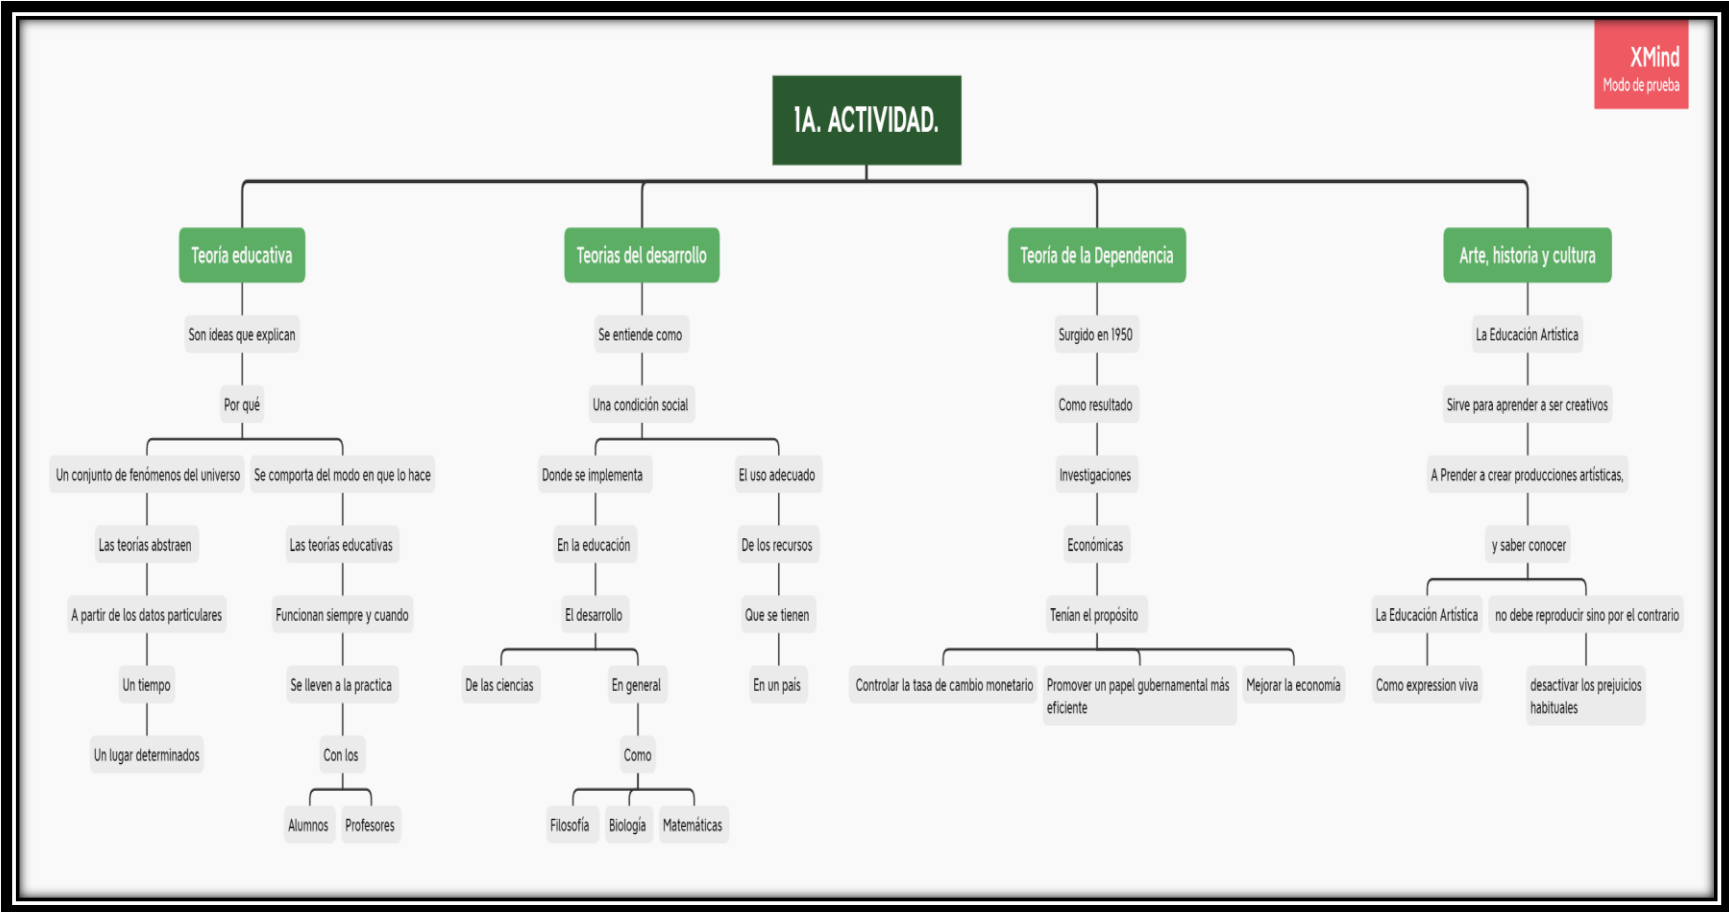 XMind
Modo de prueba
1A. ACTIVIDAD.
Teoría educativa
Teorias del desarrollo
Teoría de la Dependencia
Arte, historia y cultura
Son ideas que explican
Se entiende como
Surgido en 1950
La Educación Artística
Por qué
Una condición social
Como resultado
Sirve para aprender a ser creativos
Un conjunto de fenómenos del universo
Se comporta del modo en que lo hace
Donde se implementa
El uso adecuado
Investigaciones
A Prender a crear producciones artísticas,
Las teorías abstraen
Las teorías educativas
En la educación
De los recursos
Económicas
y saber conocer
A partir de los datos particulares
Funcionan siempre y cuando
El desarrollo
Que se tienen
Tenían el propósito
La Educación Artística
no debe reproducir sino por el contrario
Un tiempo
Se lleven a la practica
De las ciencias
En general
En un país
Controlar la tasa de cambio monetario
Promover un papel gubernamental más
eficiente
Mejorar la economía
Como expression viva
desactivar los prejuicios
habituales
Un lugar determinados
Con los
Como
Alumnos
Profesores
Filosofía
Biología
Matemáticas